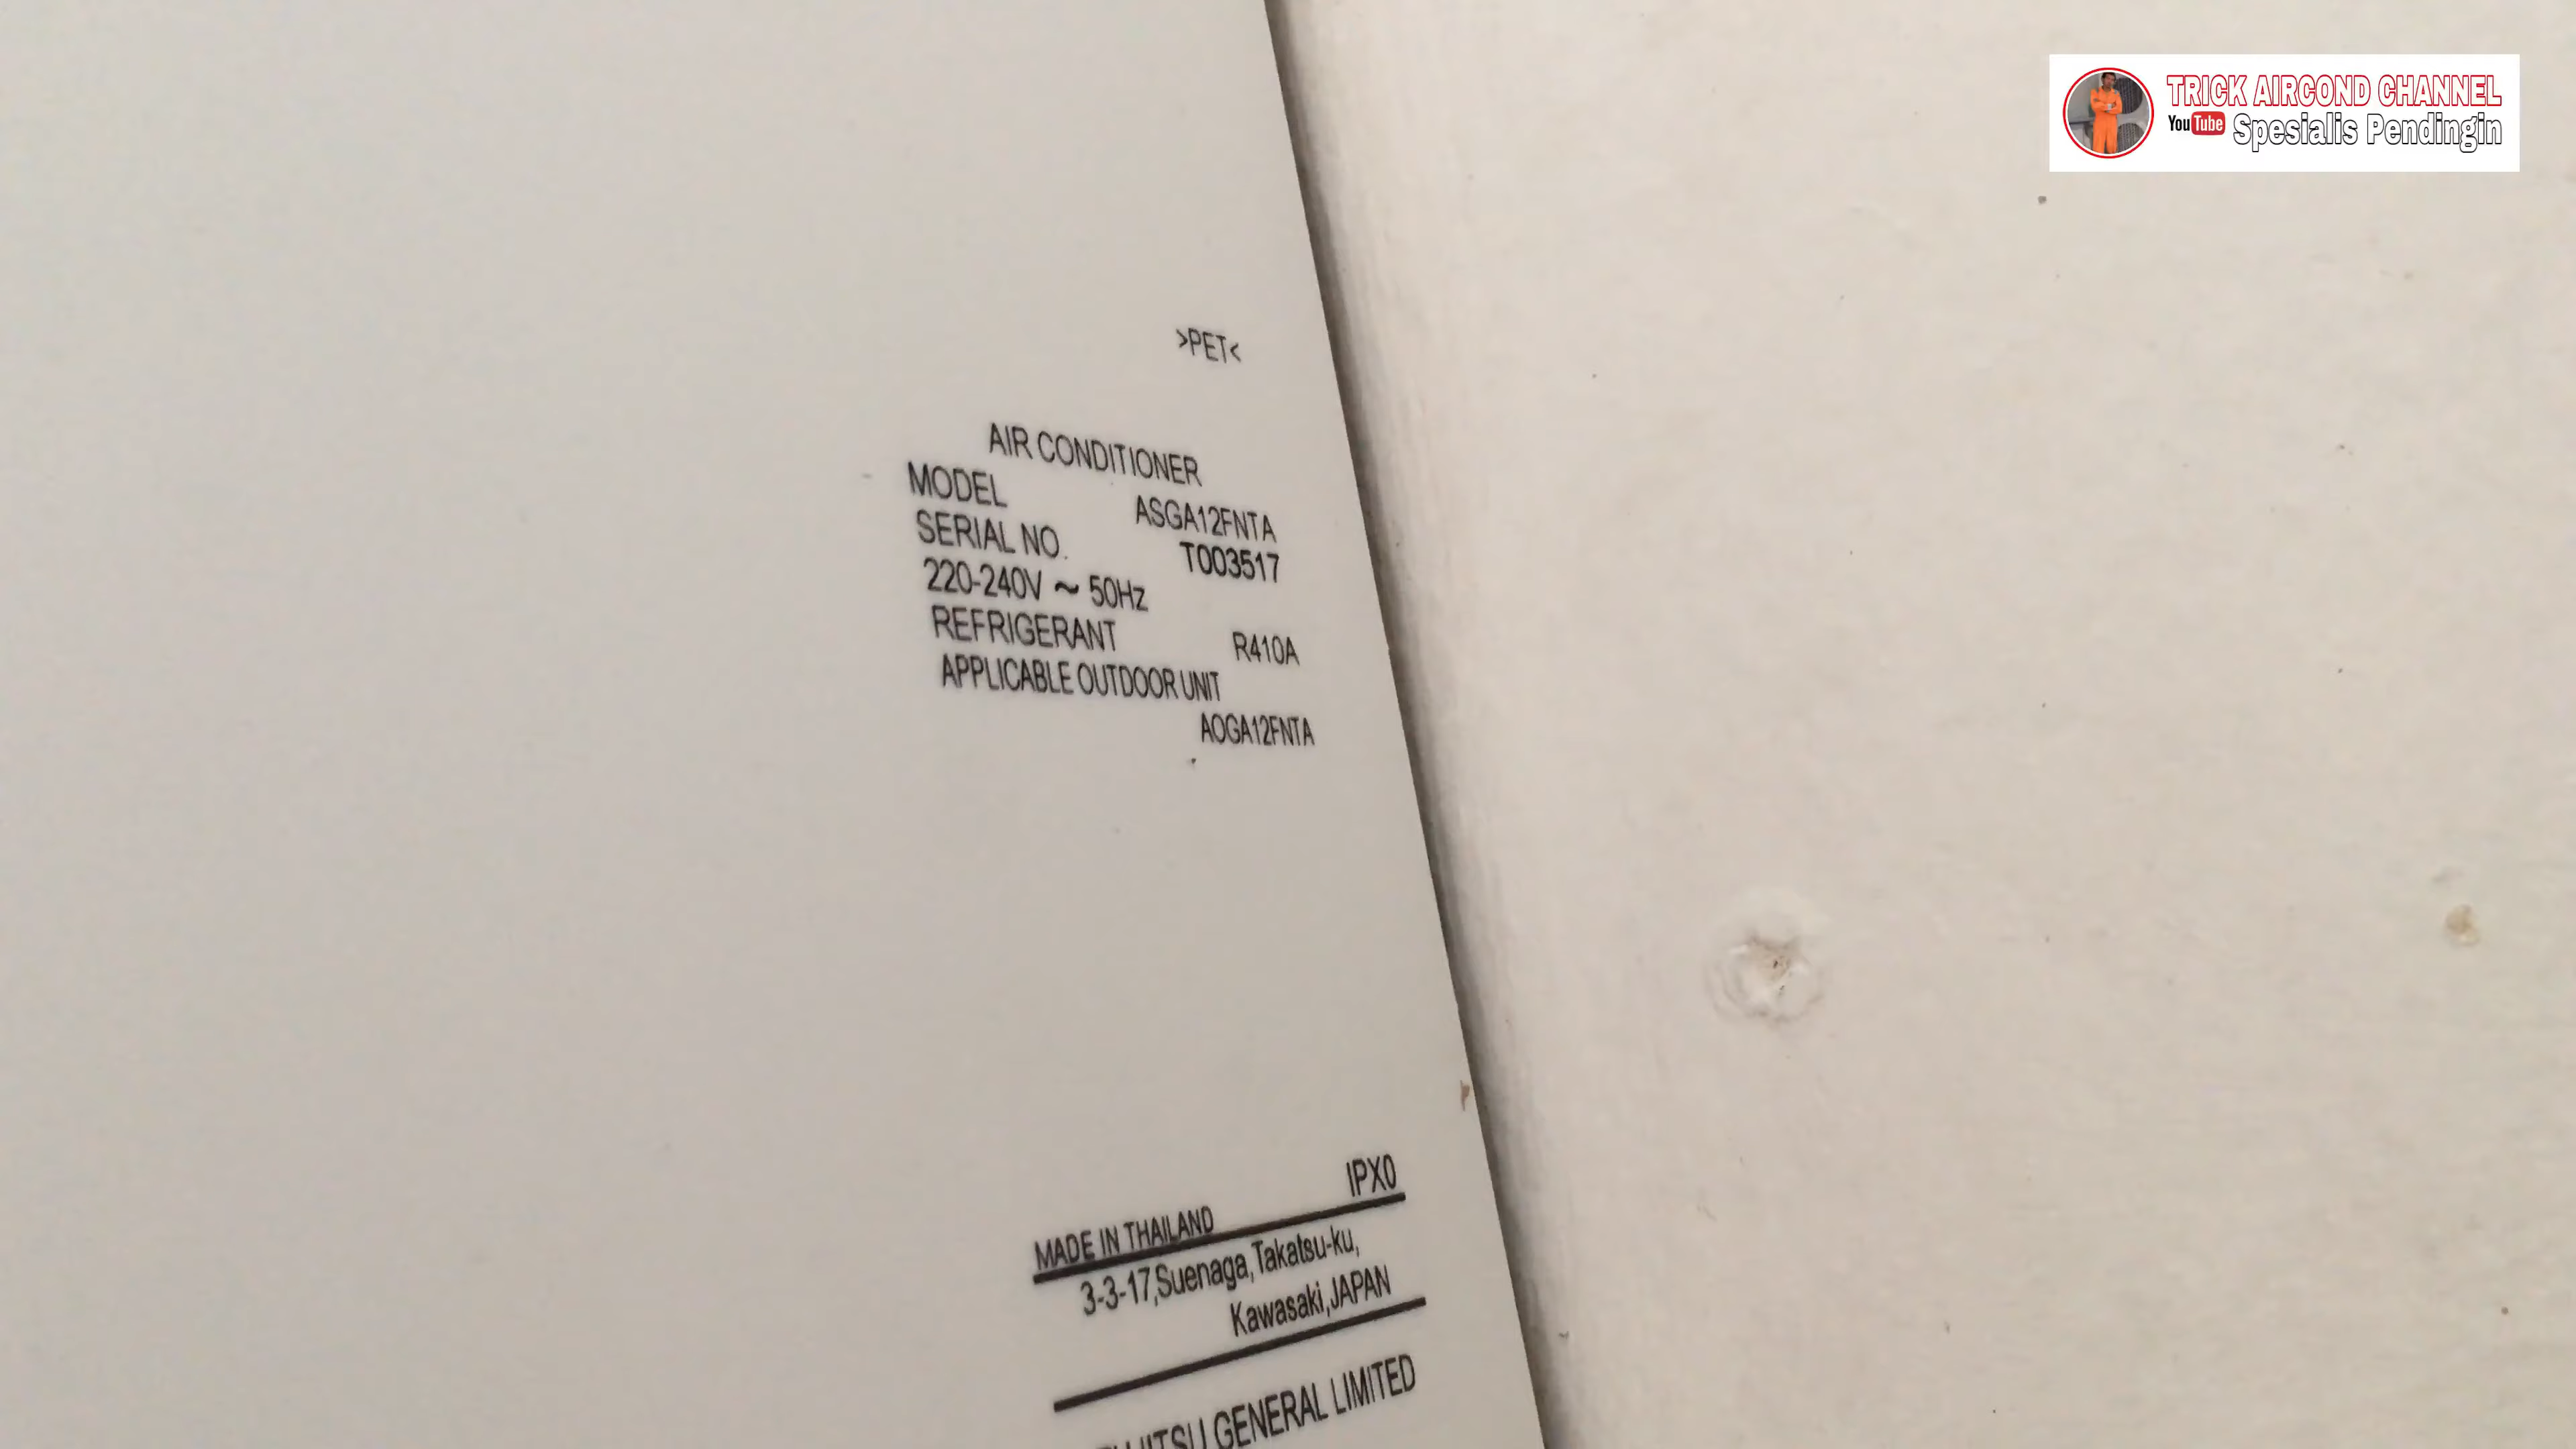 TRICK AIRCOND CHANNEL
YouTube Spesialis Pendingin
>PET<
AIR CONDITIONER
MODEL ASGA12FNTA
SERIAL NO. T003517
220-240V ~ 50Hz
REFRIGERANT R410A
APPLICABLE OUTDOOR UNIT
AOGA12FNTA
IPX0
MADE IN THAILAND
3-3-17,Suenaga,Takatsu-ku,
Kawasaki,JAPAN
GENERAL LIMITED